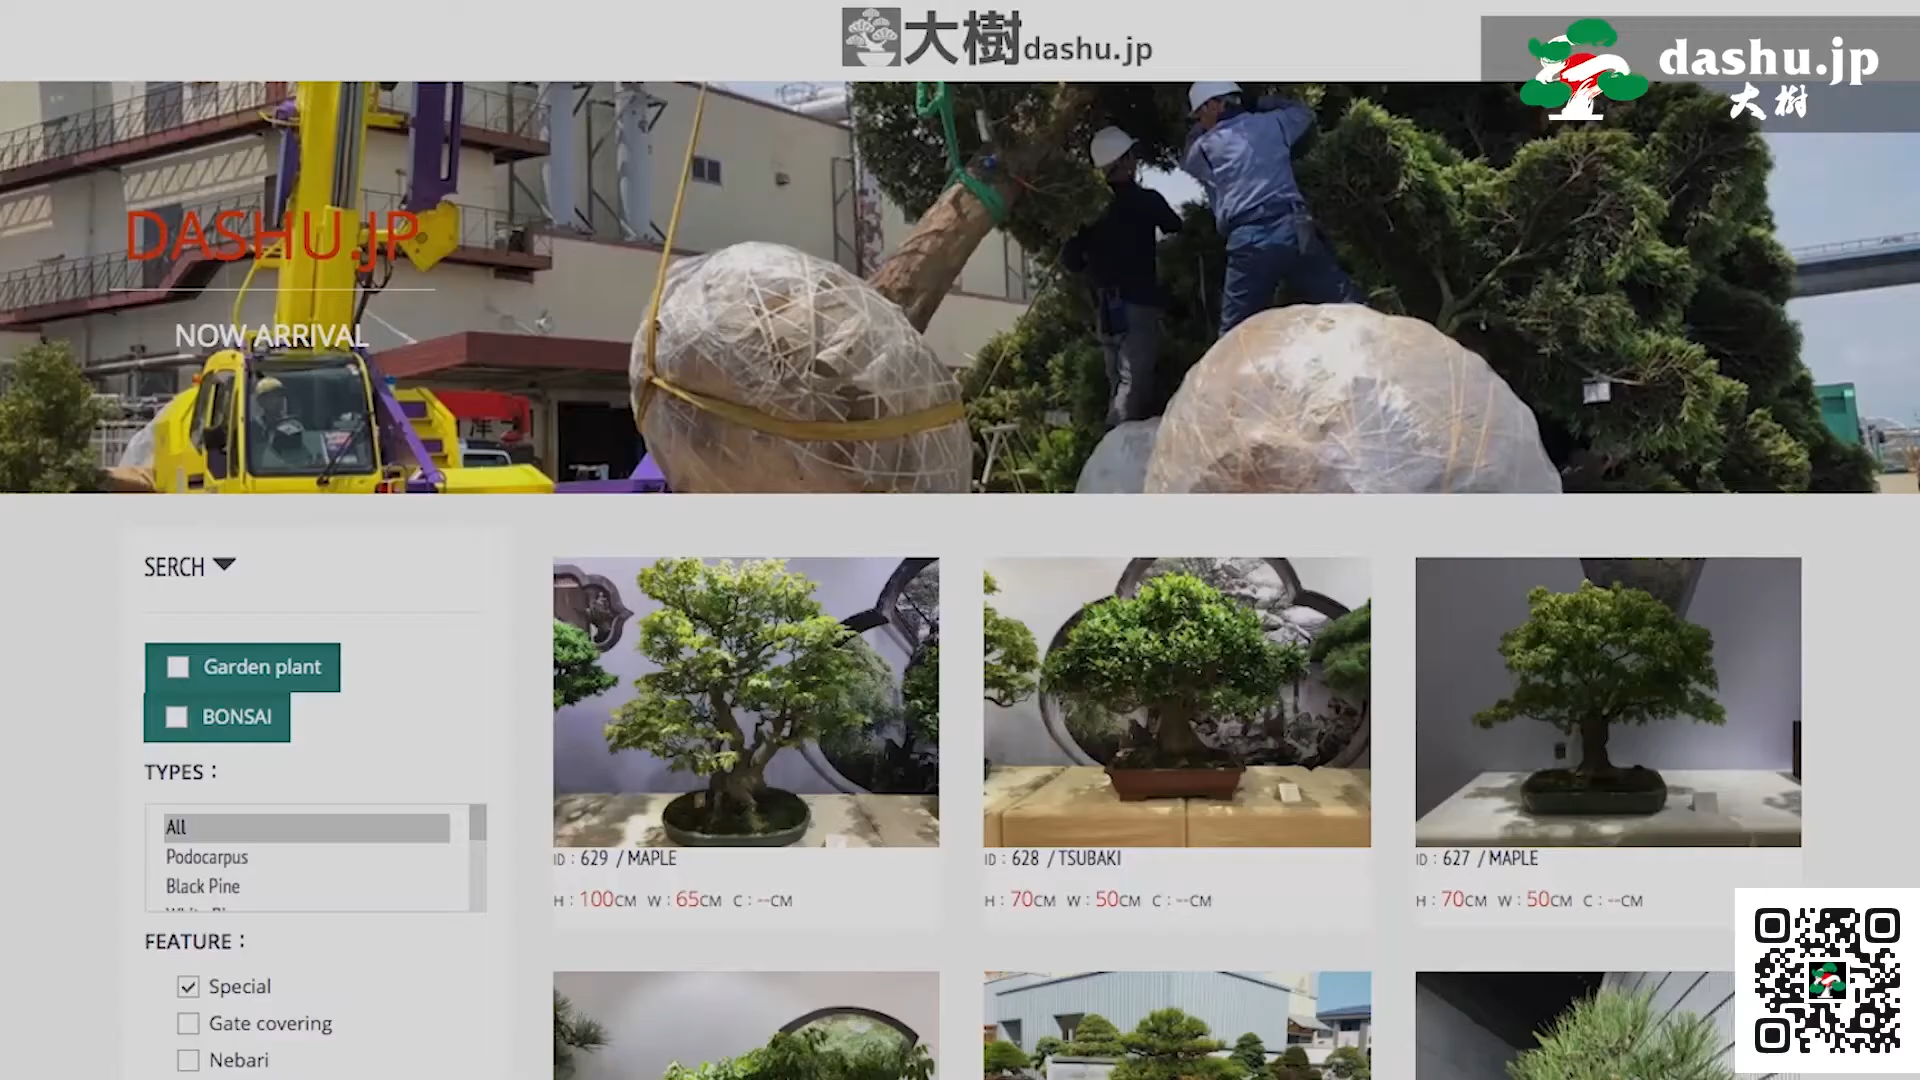 大樹dashu.jp
dashu.jp
大樹
DASHU.JP
NOW ARRIVAL
SERCH
Garden plant
BONSAI
TYPES：
All
Podocarpus
Black Pine
FEATURE：
Special
Gate covering
Nebari
ID : 629 / MAPLE
H : 100CM W : 65CM C : --CM
ID : 628 / TSUBAKI
H : 70CM W : 50CM C : --CM
ID : 627 / MAPLE
H : 70CM W : 50CM C : --CM